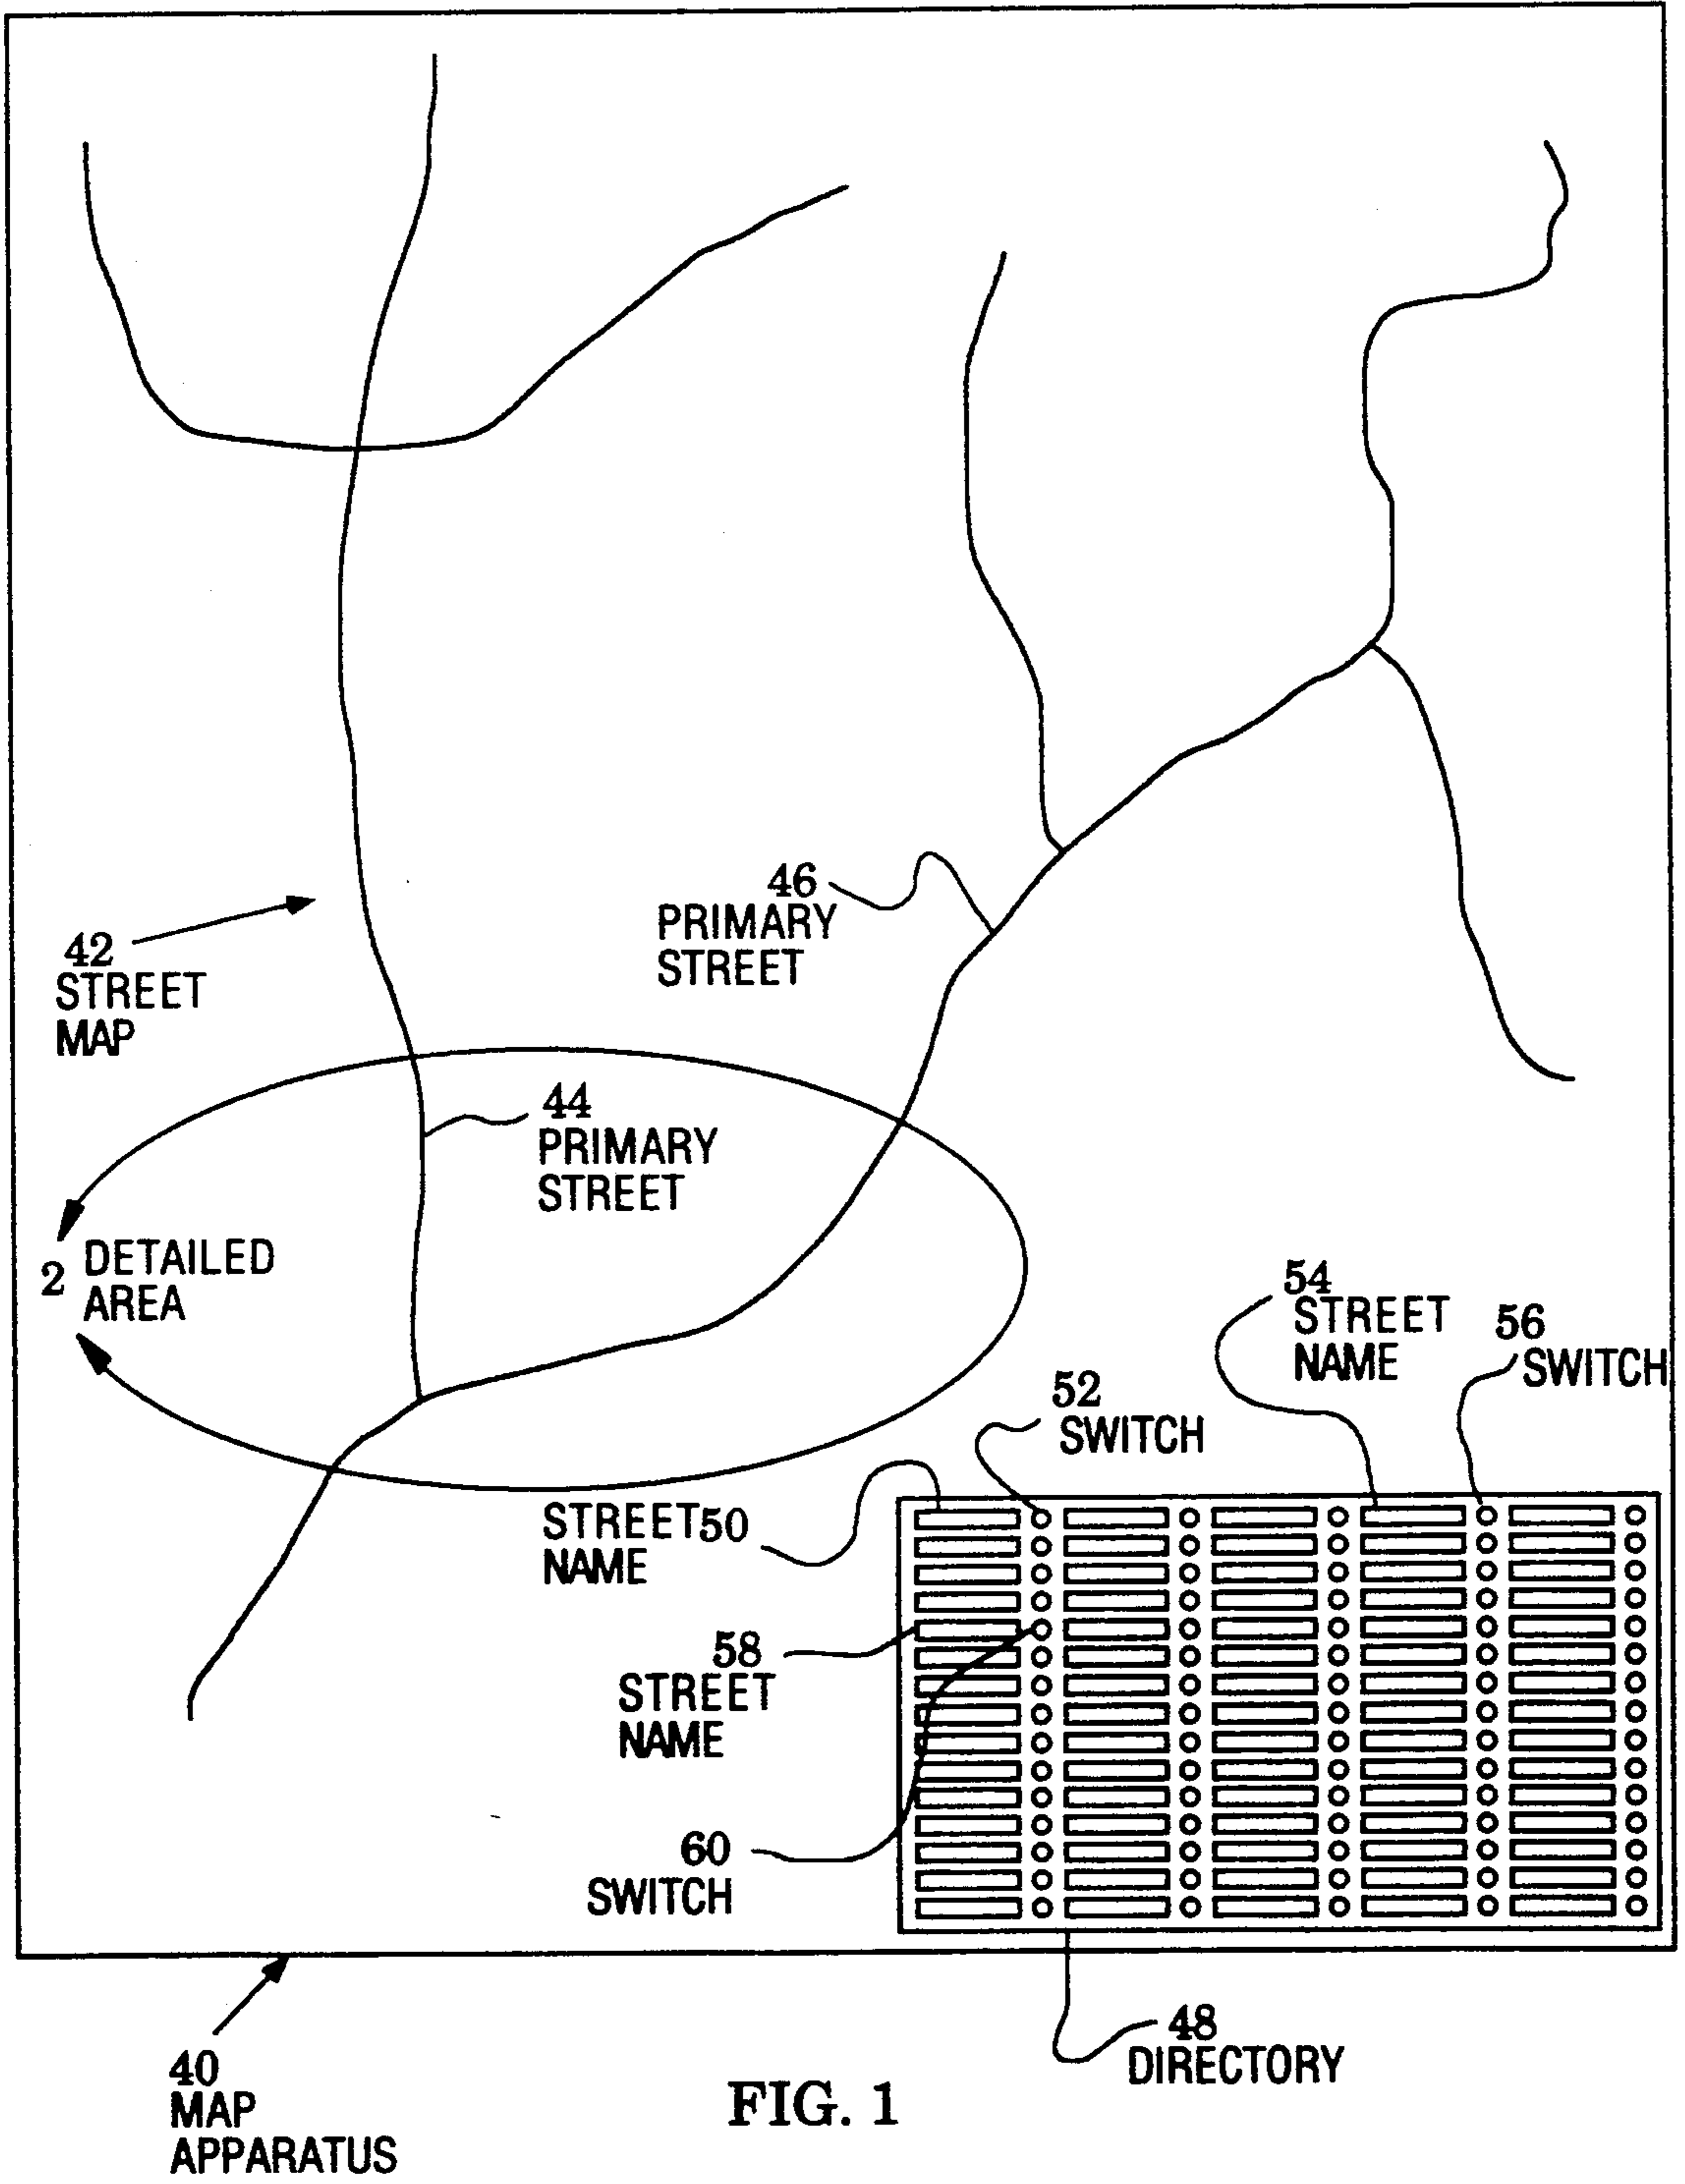 46
PRIMARY
STREET
42
STREET
MAP
44
PRIMARY
STREET
2 DETAILED
AREA
54
STREET
NAME
56
SWITCH
52
SWITCH
STREET 50
NAME
58
STREET
NAME
60
SWITCH
48
DIRECTORY
40
MAP
APPARATUS
FIG. 1